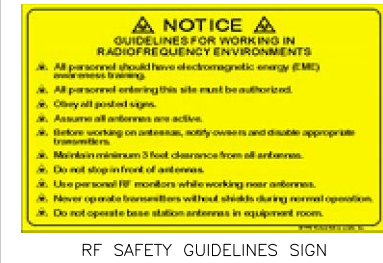 NOTICE
GUIDELINES FOR WORKING IN
RADIOFREQUENCY ENVIRONMENTS
All personnel should have electromagnetic energy (EME)
awareness training.
All personnel entering this site must be authorized.
Obey all posted signs.
Assume all antennas are active.
Before working on antennas, notify owners and disable appropriate
transmitters.
Maintain minimum 3 feet clearance from all antennas.
Do not stop in front of antennas.
Use personal RF monitors while working near antennas.
Never operate transmitters without shields during normal operation.
Do not operate base station antennas in equipment room.
RF SAFETY GUIDELINES SIGN